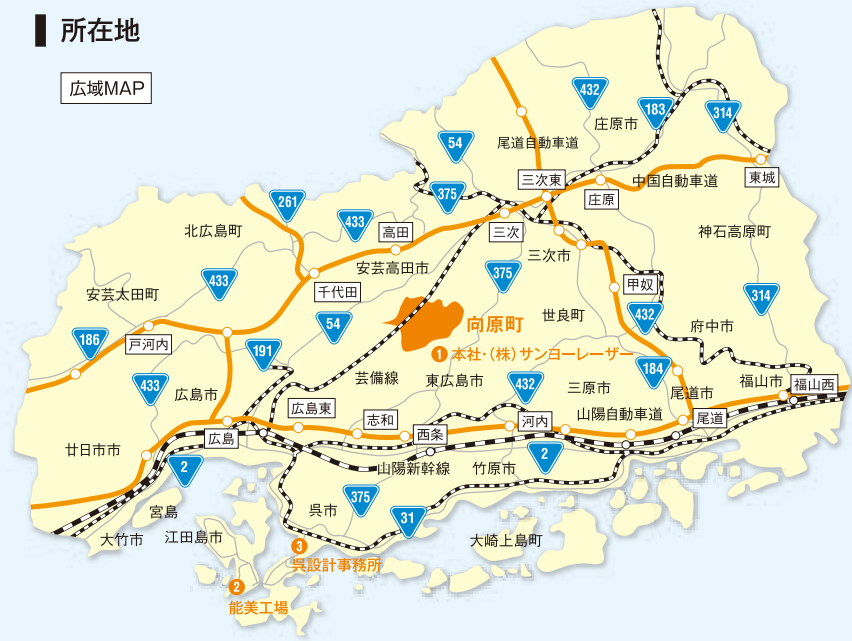 所在地
広域MAP
432
183
314
庄原市
54
尾道自動車道
三次東
中国自動車道
東城
375
庄原
261
433
高田
三次
北広島町
神石高原町
安芸高田市
三次市
433
千代田
375
甲奴
安芸太田町
314
向原町
世良町
432
府中市
54
186
戸河内
191
1 本社・(株)サンヨーレーザー
184
433
芸備線
東広島市
432
三原市
尾道市
福山市
福山西
広島市
広島東
志和
河内
山陽自動車道
尾道
廿日市市
広島
西条
2
山陽新幹線
竹原市
2
宮島
呉市
375
31
大竹市
江田島市
大崎上島町
3
呉設計事務所
2
能美工場